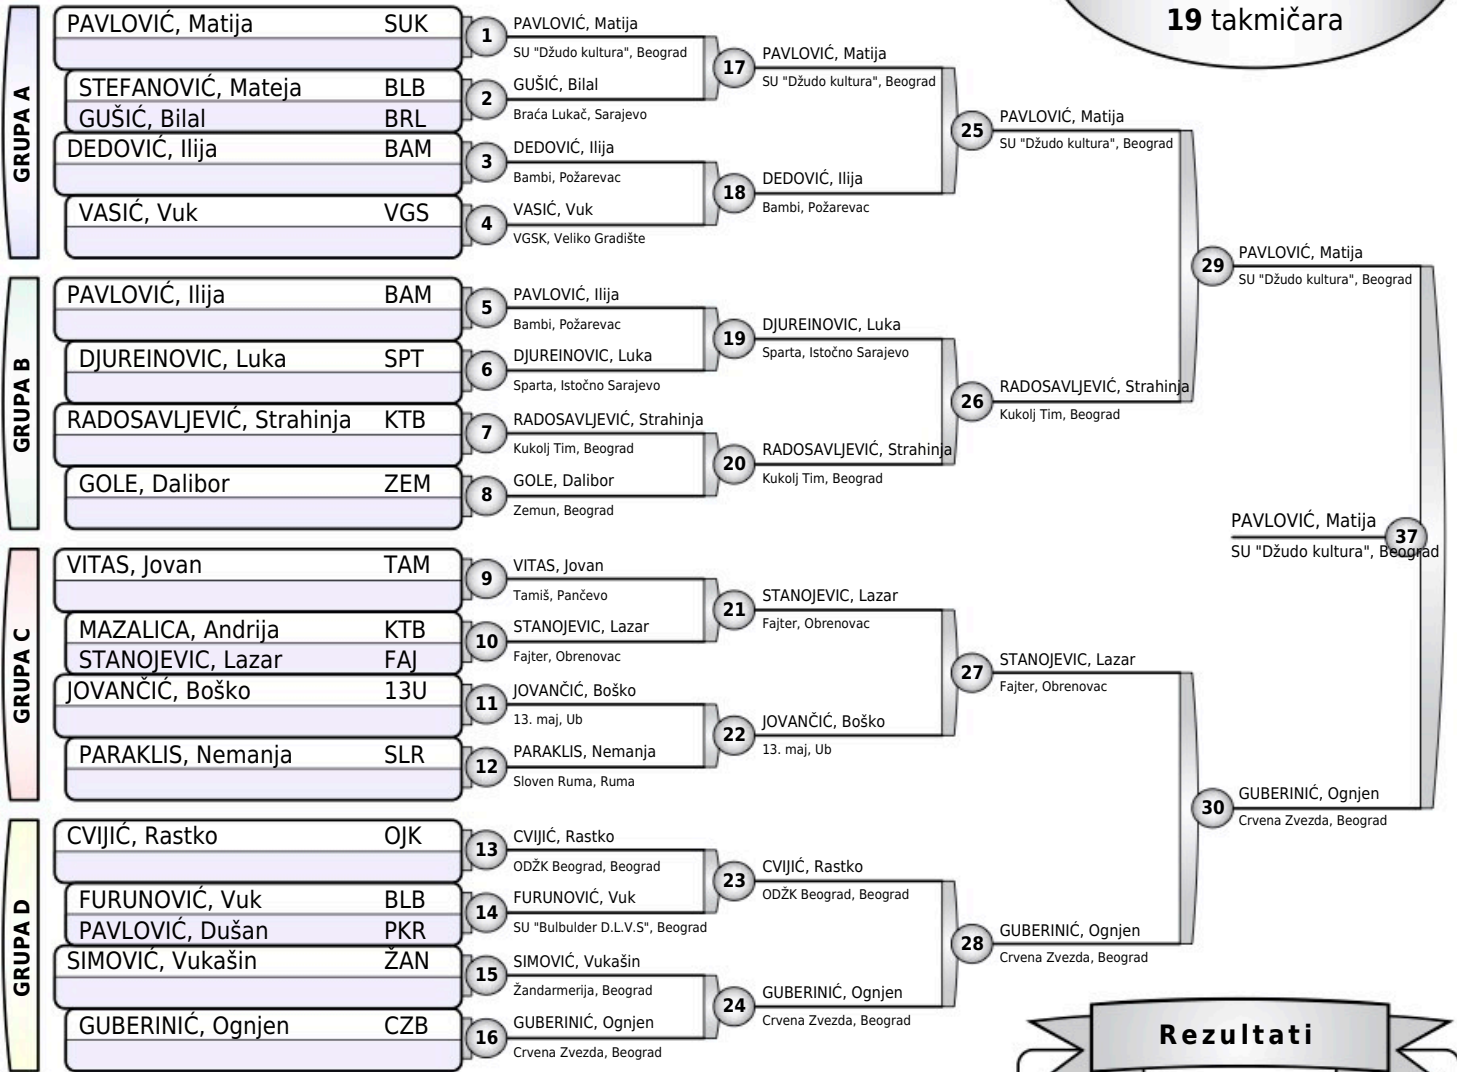 19 takmičara
GRUPA A
PAVLOVIĆ, Matija SUK
STEFANOVIĆ, Mateja BLB
GUŠIĆ, Bilal BRL
DEDOVIĆ, Ilija BAM
VASIĆ, Vuk VGS
1 PAVLOVIĆ, Matija
SU "Džudo kultura", Beograd
2 GUŠIĆ, Bilal
Braća Lukač, Sarajevo
3 DEDOVIĆ, Ilija
Bambi, Požarevac
4 VASIĆ, Vuk
VGSK, Veliko Gradište
17 PAVLOVIĆ, Matija
SU "Džudo kultura", Beograd
18 DEDOVIĆ, Ilija
Bambi, Požarevac
25 PAVLOVIĆ, Matija
SU "Džudo kultura", Beograd
GRUPA B
PAVLOVIĆ, Ilija BAM
DJUREINOVIC, Luka SPT
RADOSAVLJEVIĆ, Strahinja KTB
GOLE, Dalibor ZEM
5 PAVLOVIĆ, Ilija
Bambi, Požarevac
6 DJUREINOVIC, Luka
Sparta, Istočno Sarajevo
7 RADOSAVLJEVIĆ, Strahinja
Kukolj Tim, Beograd
8 GOLE, Dalibor
Zemun, Beograd
19 DJUREINOVIC, Luka
Sparta, Istočno Sarajevo
20 RADOSAVLJEVIĆ, Strahinja
Kukolj Tim, Beograd
26 RADOSAVLJEVIĆ, Strahinja
Kukolj Tim, Beograd
29 PAVLOVIĆ, Matija
SU "Džudo kultura", Beograd
GRUPA C
VITAS, Jovan TAM
MAZALICA, Andrija KTB
STANOJEVIC, Lazar FAJ
JOVANČIĆ, Boško 13U
PARAKLIS, Nemanja SLR
9 VITAS, Jovan
Tamiš, Pančevo
10 STANOJEVIC, Lazar
Fajter, Obrenovac
11 JOVANČIĆ, Boško
13. maj, Ub
12 PARAKLIS, Nemanja
Sloven Ruma, Ruma
21 STANOJEVIC, Lazar
Fajter, Obrenovac
22 JOVANČIĆ, Boško
13. maj, Ub
27 STANOJEVIC, Lazar
Fajter, Obrenovac
GRUPA D
CVIJIĆ, Rastko OJK
FURUNOVIĆ, Vuk BLB
PAVLOVIĆ, Dušan PKR
SIMOVIĆ, Vukašin ŽAN
GUBERINIĆ, Ognjen CZB
13 CVIJIĆ, Rastko
ODŽK Beograd, Beograd
14 FURUNOVIĆ, Vuk
SU "Bulbulder D.L.V.S", Beograd
15 SIMOVIĆ, Vukašin
Žandarmerija, Beograd
16 GUBERINIĆ, Ognjen
Crvena Zvezda, Beograd
23 CVIJIĆ, Rastko
ODŽK Beograd, Beograd
24 GUBERINIĆ, Ognjen
Crvena Zvezda, Beograd
28 GUBERINIĆ, Ognjen
Crvena Zvezda, Beograd
30 GUBERINIĆ, Ognjen
Crvena Zvezda, Beograd
PAVLOVIĆ, Matija 37
SU "Džudo kultura", Beograd
Rezultati